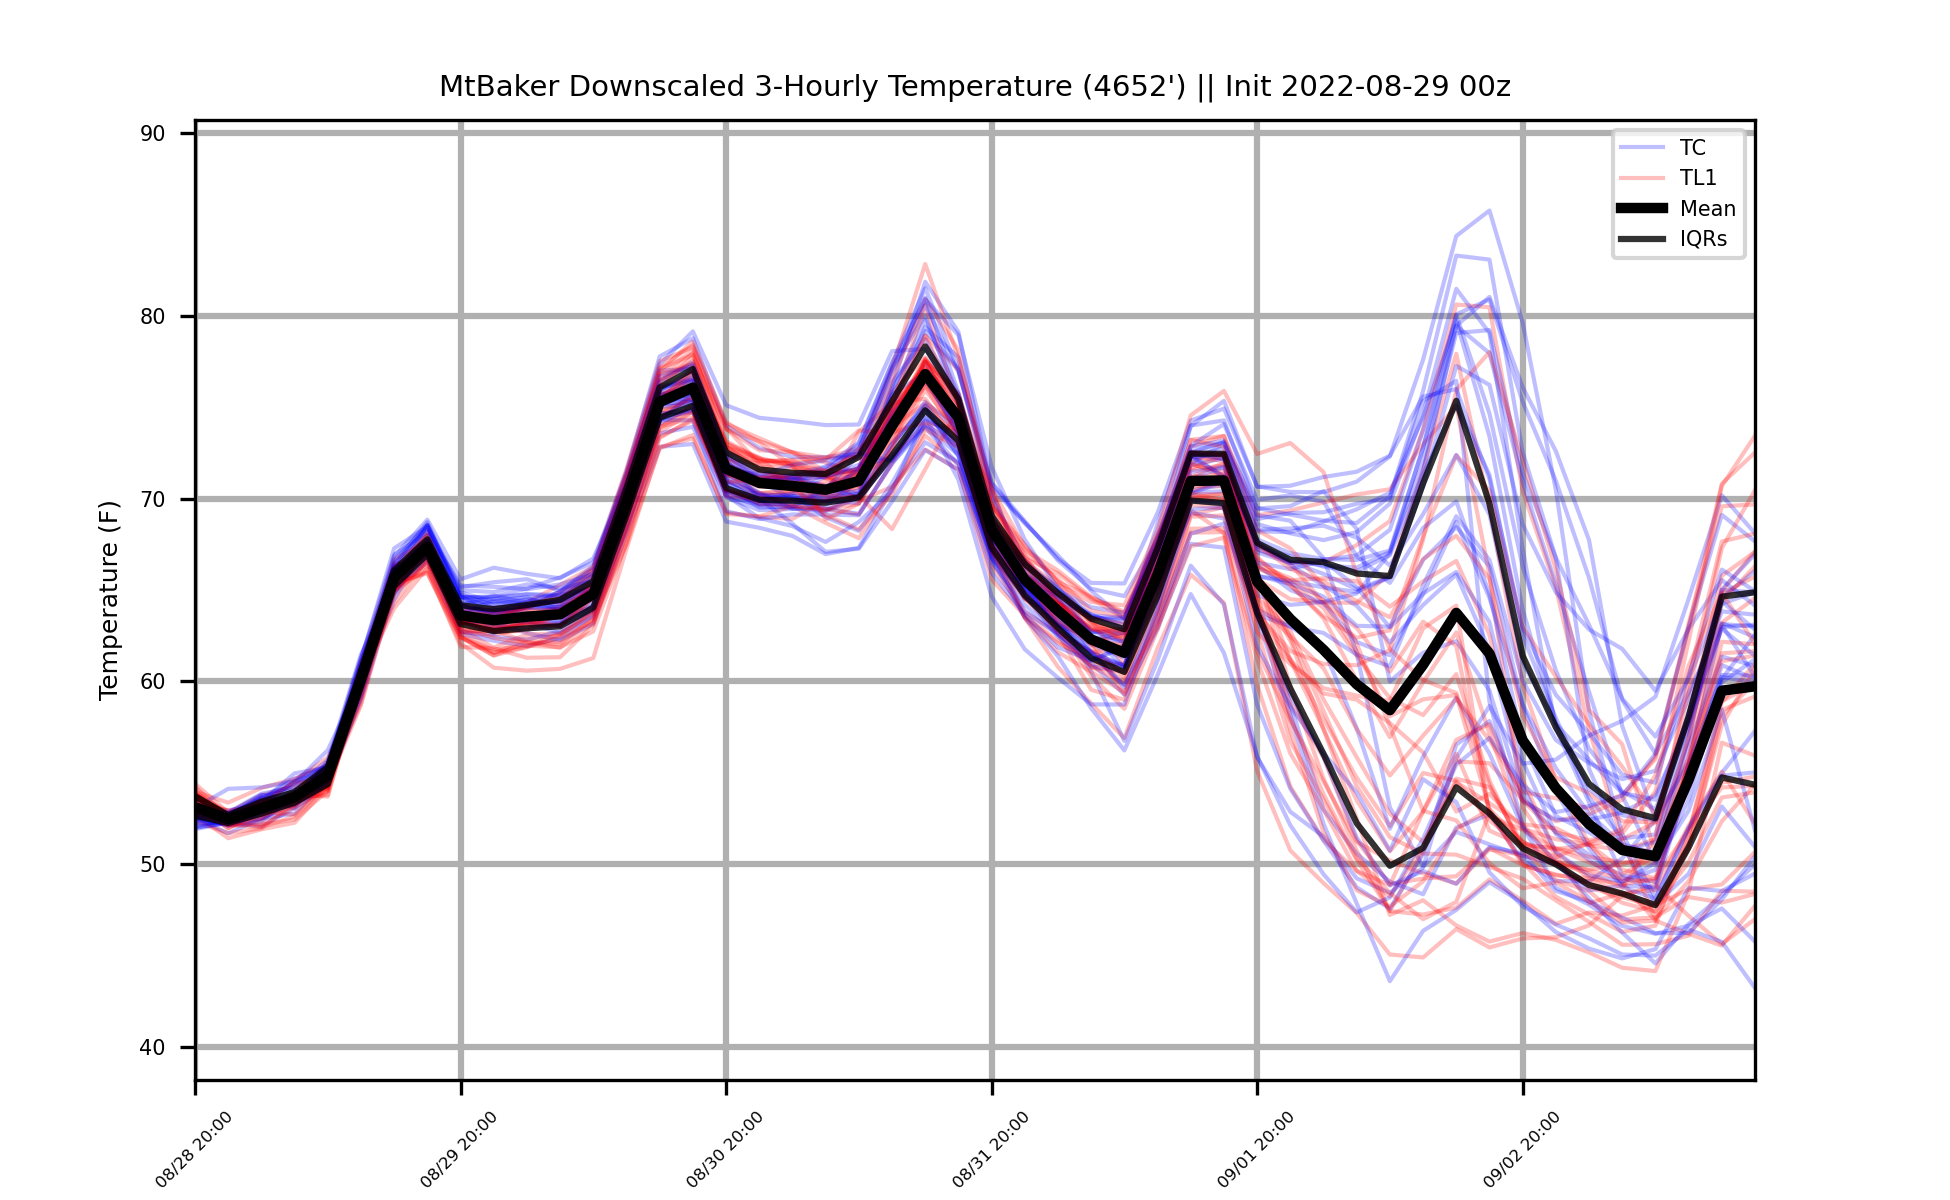 MtBaker Downscaled 3-Hourly Temperature (4652') || Init 2022-08-29 00z
TC
TL1
Mean
IQRs
Temperature (F)
90
80
70
60
50
40
08/28 20:00
08/29 20:00
08/30 20:00
08/31 20:00
09/01 20:00
09/02 20:00